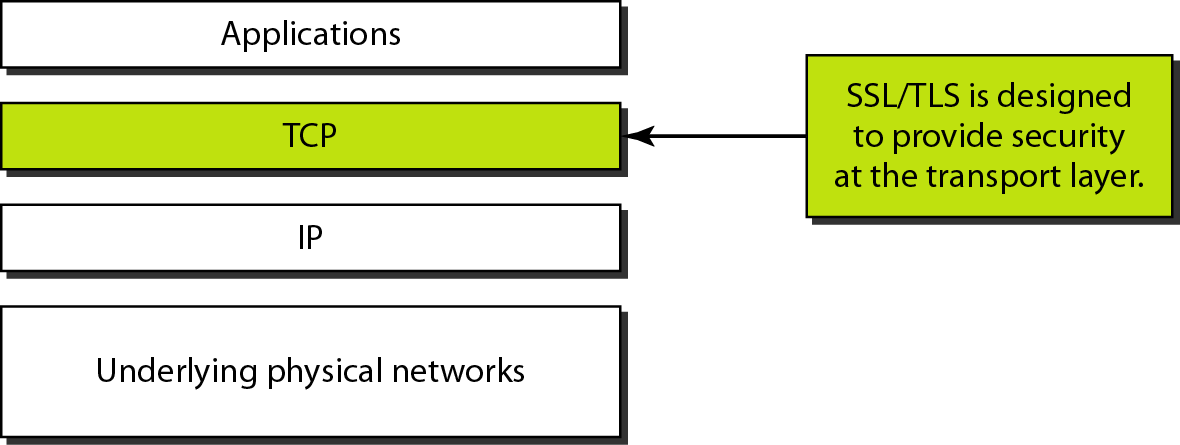 Applications
TCP
SSL/TLS is designed
to provide security
at the transport layer.
IP
Underlying physical networks